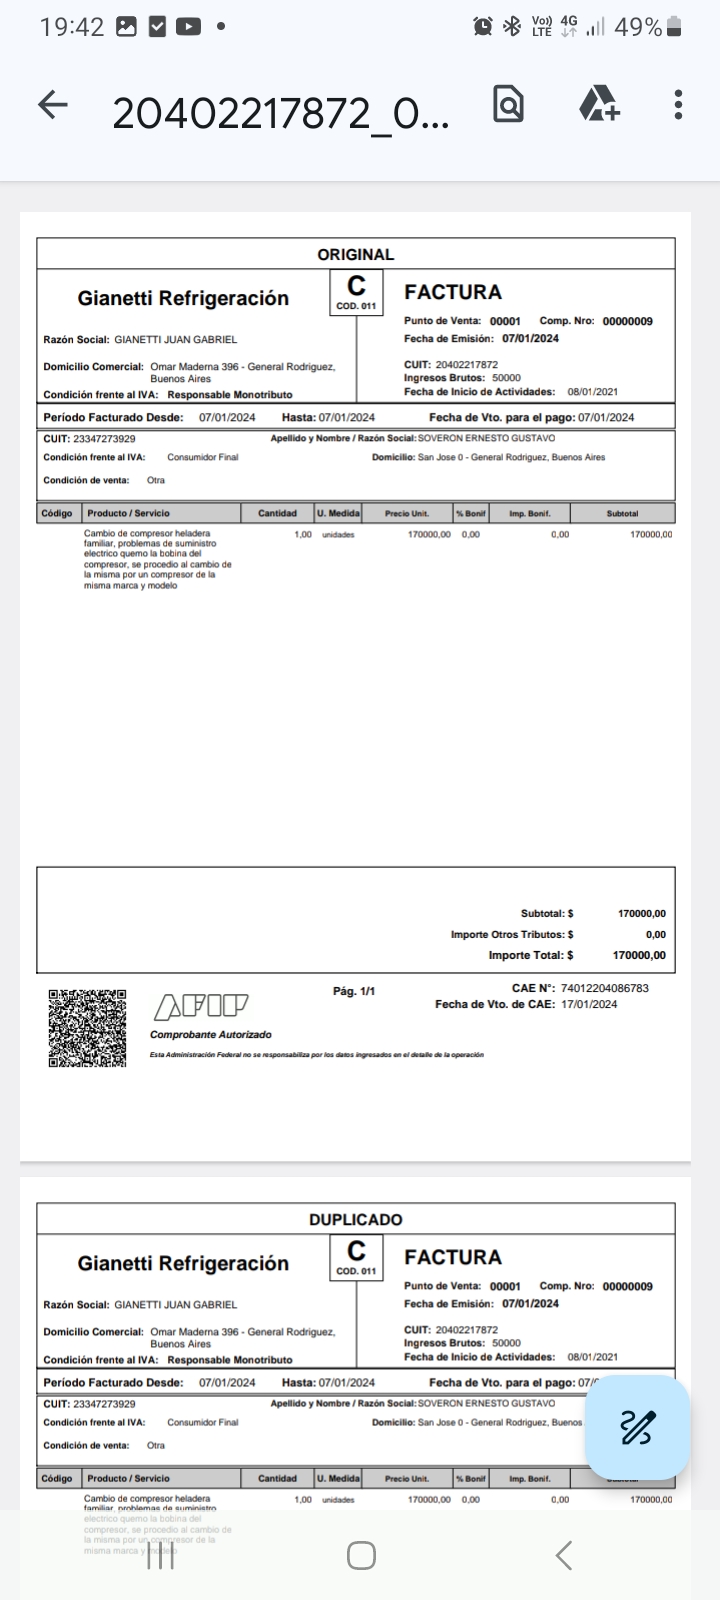 19:42
Vo)) LTE 4G 49%
20402217872_0...
ORIGINAL
Gianetti Refrigeración
C
COD. 011
FACTURA
Punto de Venta: 00001 Comp. Nro: 00000009
Razón Social: GIANETTI JUAN GABRIEL
Fecha de Emisión: 07/01/2024
Domicilio Comercial: Omar Maderna 396 - General Rodriguez,
Buenos Aires
CUIT: 20402217872
Ingresos Brutos: 50000
Condición frente al IVA: Responsable Monotributo
Fecha de Inicio de Actividades: 08/01/2021
Período Facturado Desde: 07/01/2024 Hasta: 07/01/2024 Fecha de Vto. para el pago: 07/01/2024
CUIT: 23347273929 Apellido y Nombre / Razón Social: SOVERON ERNESTO GUSTAVO
Condición frente al IVA: Consumidor Final Domicilio: San Jose 0 - General Rodriguez, Buenos Aires
Condición de venta: Otra
Código Producto / Servicio Cantidad U. Medida Precio Unit. % Bonif Imp. Bonif. Subtotal
Cambio de compresor heladera 1,00 unidades 170000,00 0,00 0,00 170000,00
familiar, problemas de suministro
electrico quemo la bobina del
compresor, se procedio al cambio de
la misma por un compresor de la
misma marca y modelo
Subtotal: $ 170000,00
Importe Otros Tributos: $ 0,00
Importe Total: $ 170000,00
AFIP
Pág. 1/1
CAE N°: 74012204086783
Fecha de Vto. de CAE: 17/01/2024
Comprobante Autorizado
Esta Administración Federal no se responsabiliza por los datos ingresados en el detalle de la operación
DUPLICADO
Gianetti Refrigeración
C
COD. 011
FACTURA
Punto de Venta: 00001 Comp. Nro: 00000009
Razón Social: GIANETTI JUAN GABRIEL
Fecha de Emisión: 07/01/2024
Domicilio Comercial: Omar Maderna 396 - General Rodriguez,
Buenos Aires
CUIT: 20402217872
Ingresos Brutos: 50000
Condición frente al IVA: Responsable Monotributo
Fecha de Inicio de Actividades: 08/01/2021
Período Facturado Desde: 07/01/2024 Hasta: 07/01/2024 Fecha de Vto. para el pago: 07/
CUIT: 23347273929 Apellido y Nombre / Razón Social: SOVERON ERNESTO GUSTAVO
Condición frente al IVA: Consumidor Final Domicilio: San Jose 0 - General Rodriguez, Buenos
Condición de venta: Otra
Código Producto / Servicio Cantidad U. Medida Precio Unit. % Bonif Imp. Bonif.
Cambio de compresor heladera 1,00 unidades 170000,00 0,00 0,00 170000,00
familiar, problemas de suministro
electrico quemo la bobina del
compresor, se procedio al cambio de
la misma por un compresor de la
misma marca y modelo